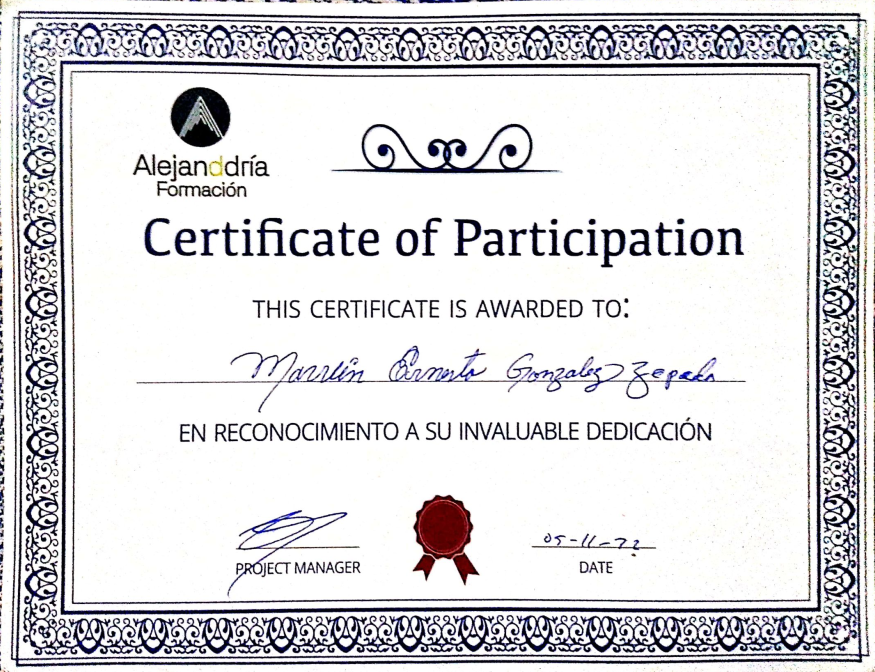 Alejanddría
Formación
Certificate of Participation
THIS CERTIFICATE IS AWARDED TO:
Ernesto Gonzalez Zepeda
EN RECONOCIMIENTO A SU INVALUABLE DEDICACIÓN
05-11-22
PROJECT MANAGER
DATE